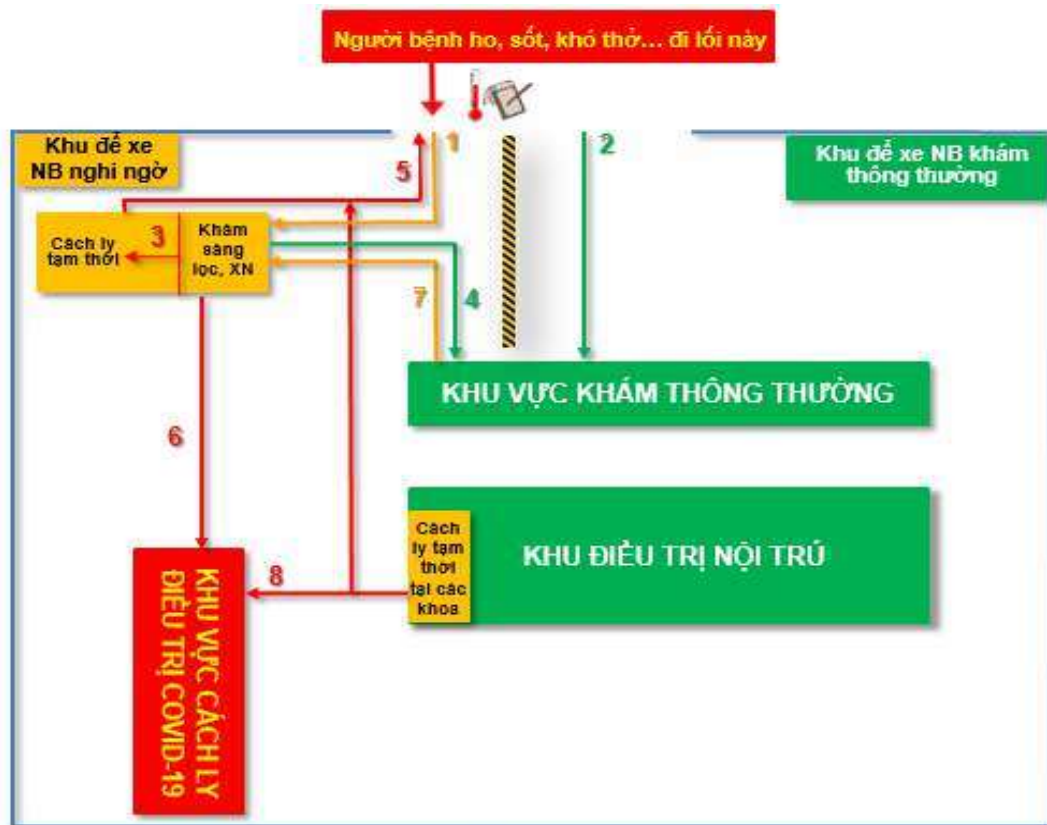 Người bệnh ho, sốt, khó thở... đi lối này
Khu để xe
NB nghi ngờ
1
2
5
Khu để xe NB khám
thông thường
Cách ly
tạm thời
3
Khám
sàng
lọc, XN
7
4
KHU VỰC KHÁM THÔNG THƯỜNG
6
Cách
ly tạm
thời
tại các
khoa
KHU ĐIỀU TRỊ NỘI TRÚ
8
KHU VỰC CÁCH LY
ĐIỀU TRỊ COVID-19